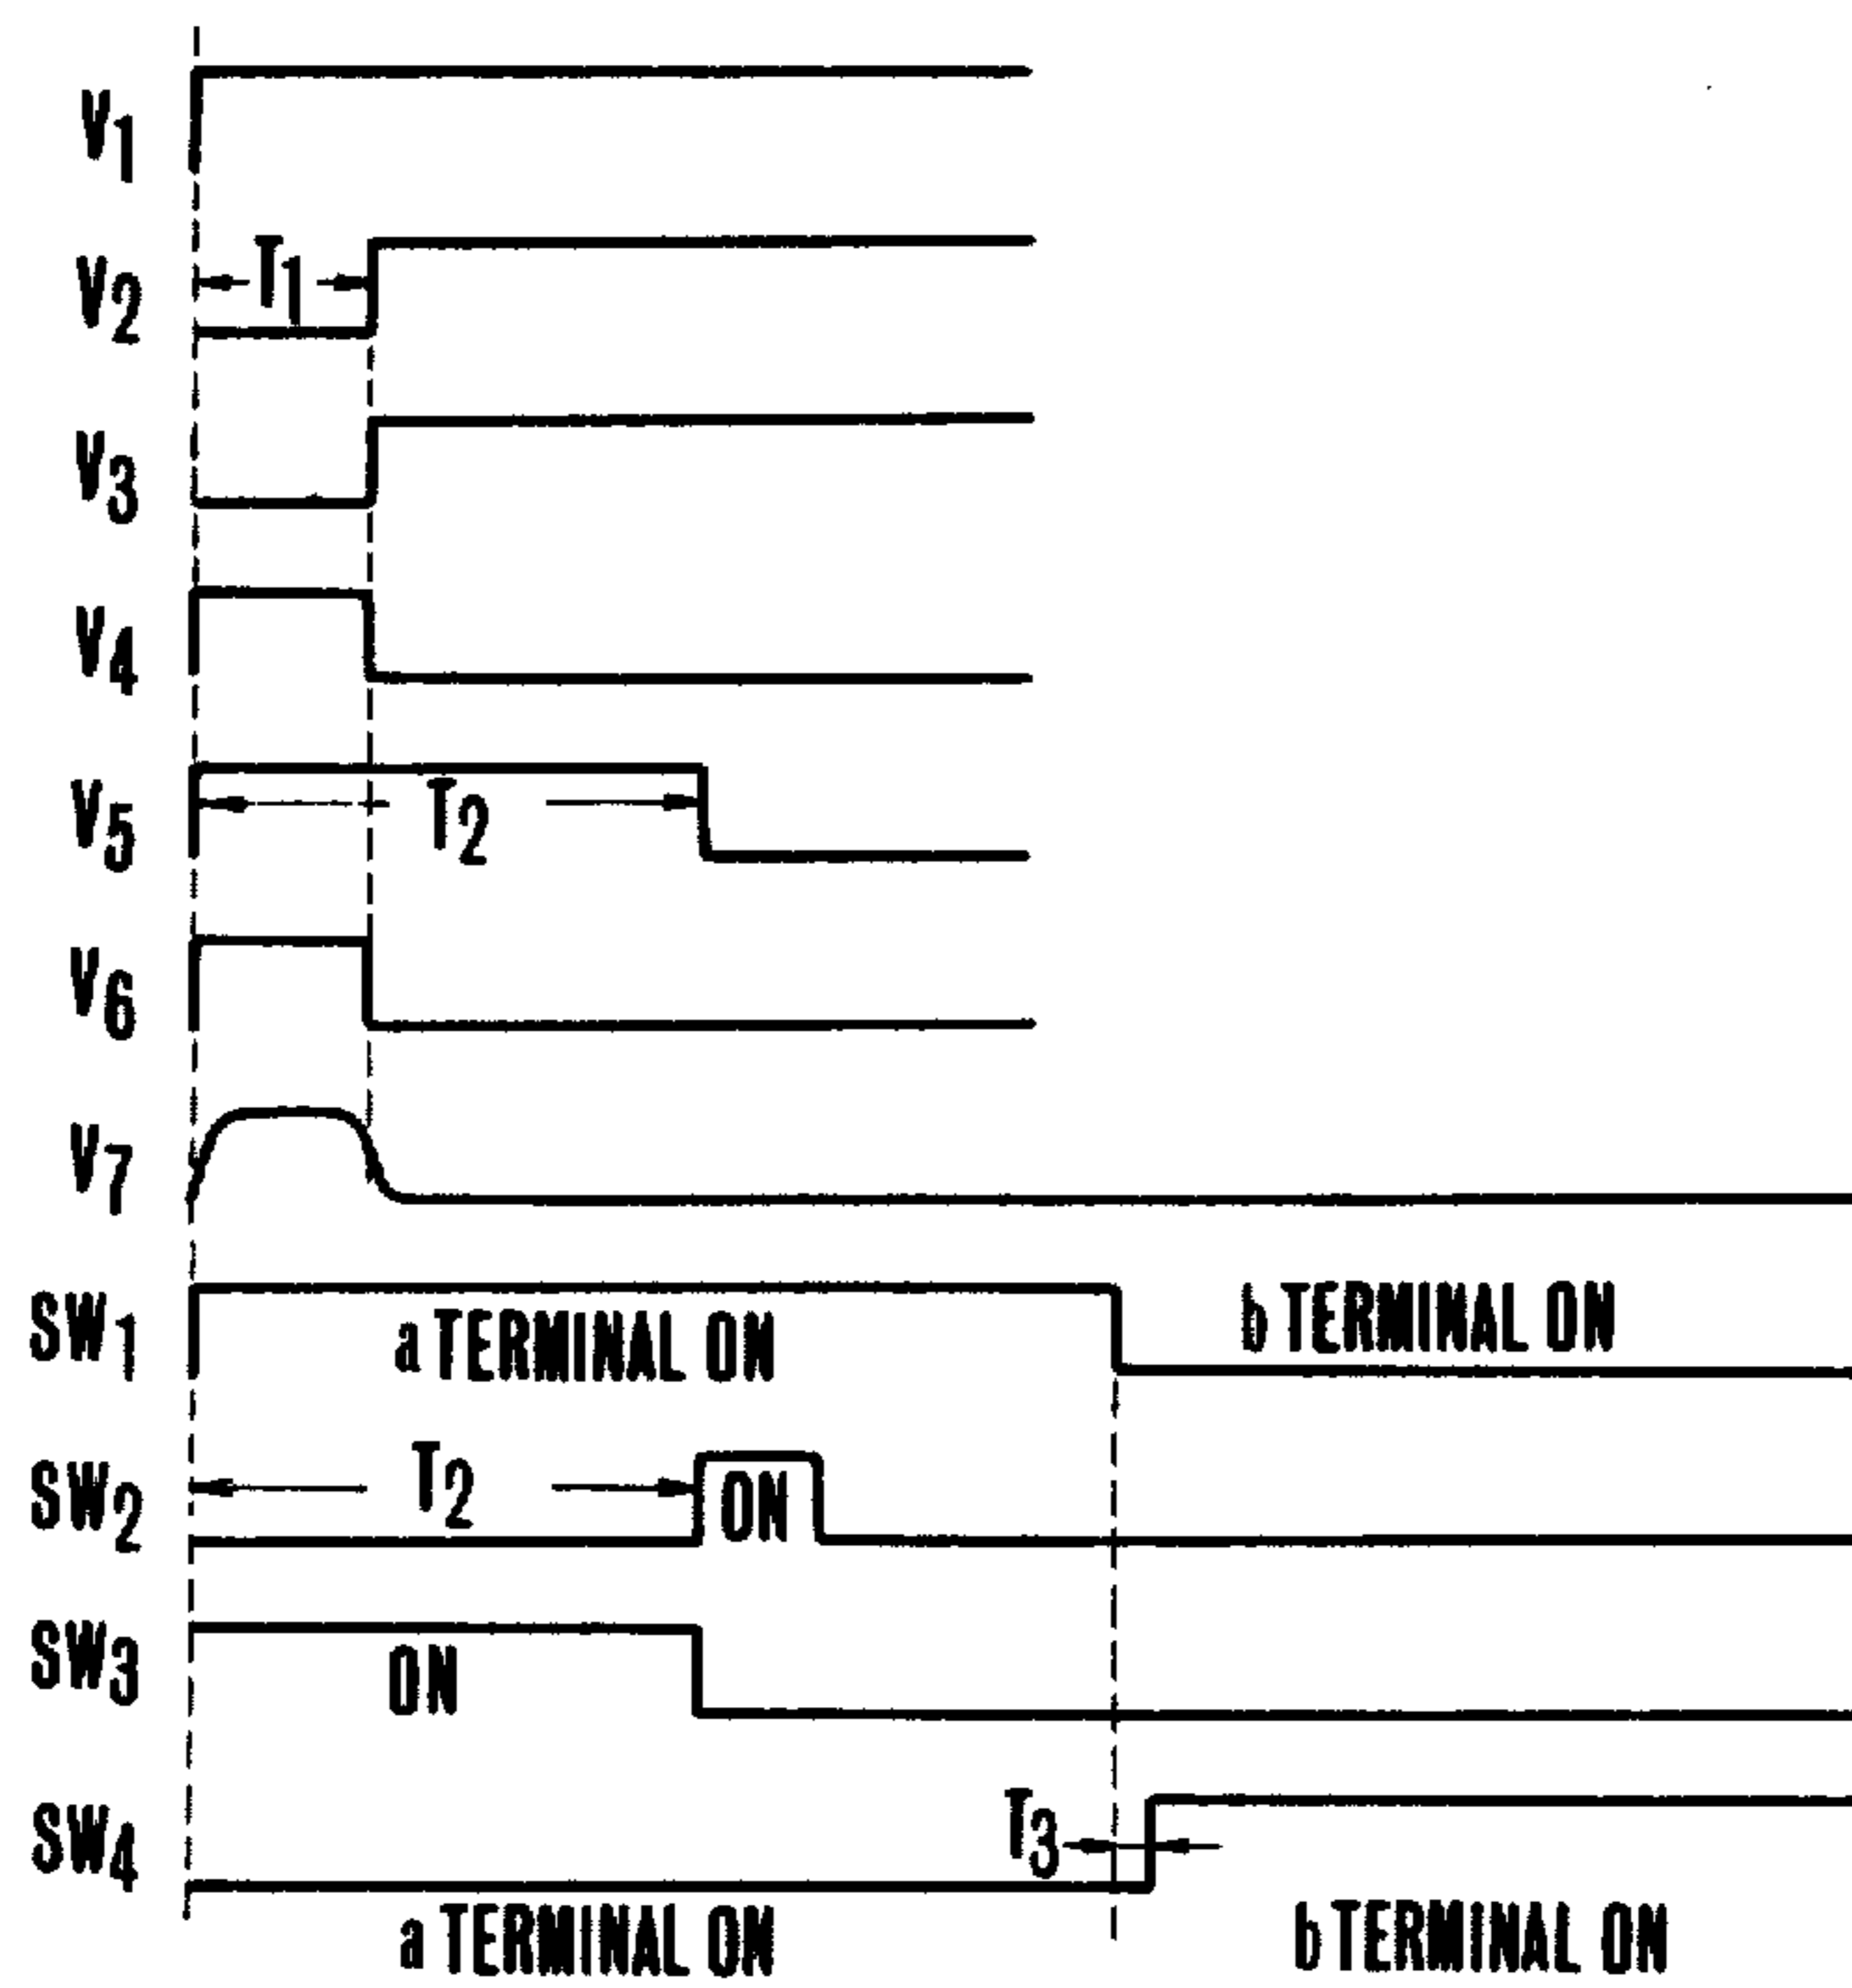 V1
V2
T1
V3
V4
V5
T2
V6
V7
SW1
a TERMINAL ON
b TERMINAL ON
SW2
T2
ON
SW3
ON
SW4
T3
a TERMINAL ON
b TERMINAL ON